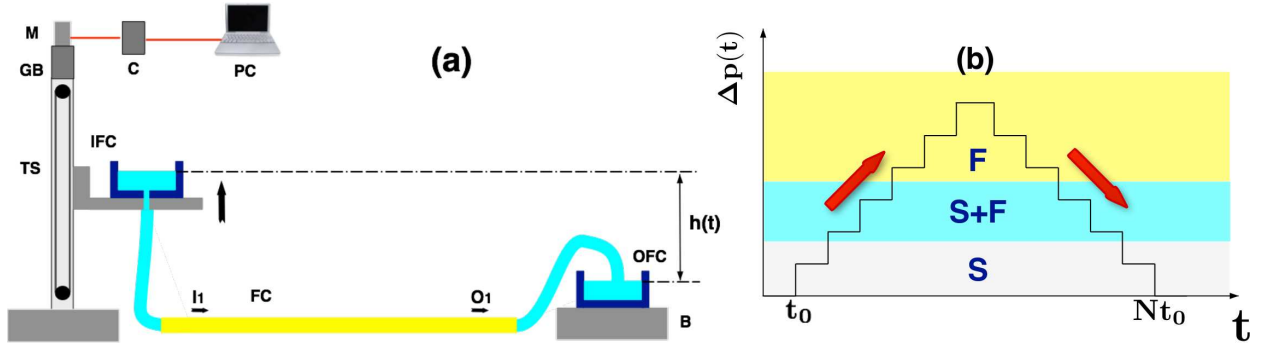 M
GB
C
PC
(a)
TS
IFC
h(t)
OFC
I1
FC
O1
B
(b)
Δp(t)
F
S+F
S
t0
Nt0
t